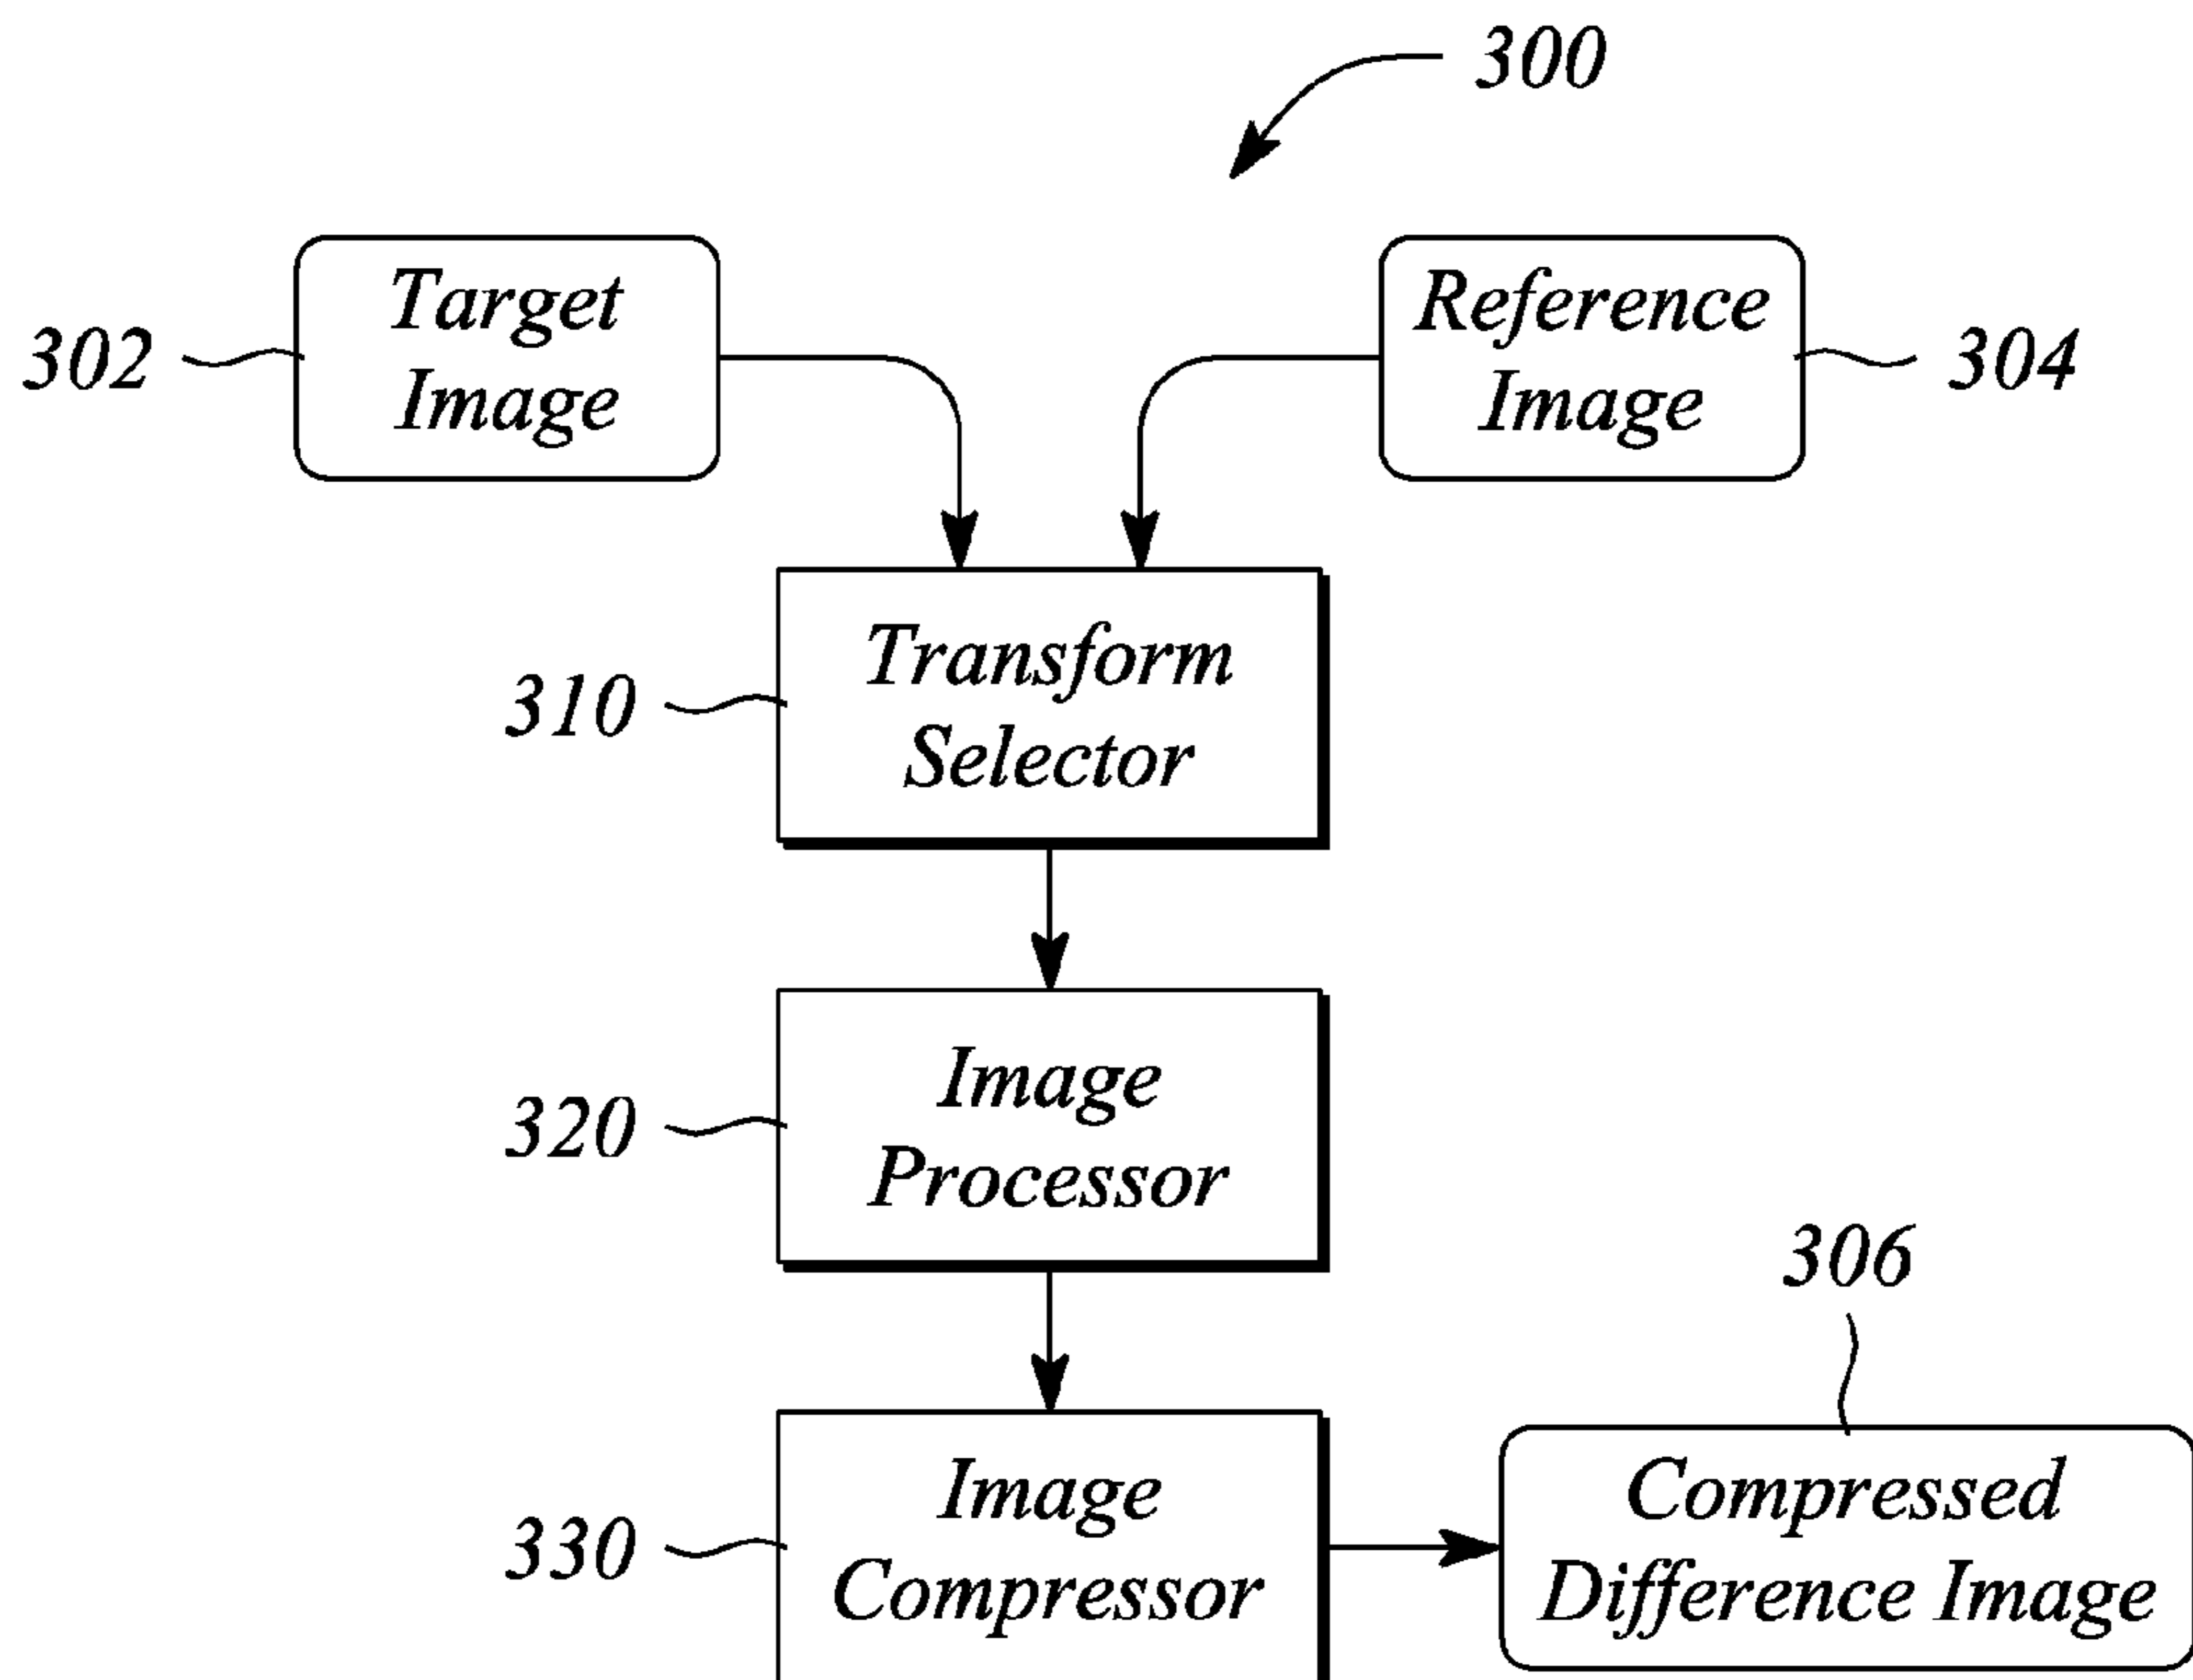 300
Target
Image
302
Reference
Image
304
Transform
Selector
310
Image
Processor
320
306
Image
Compressor
330
Compressed
Difference Image